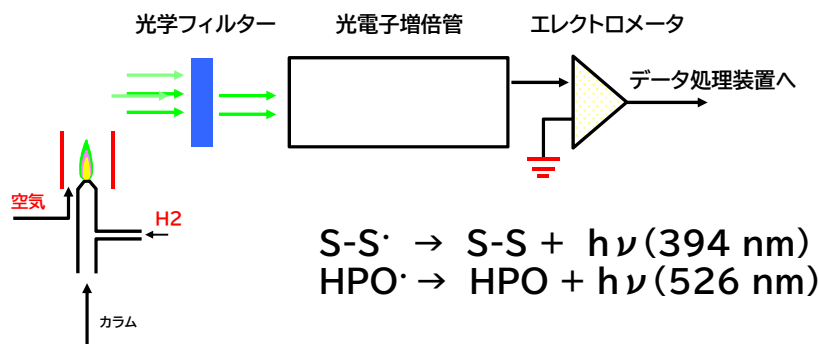 光学フィルター
光電子増倍管
エレクトロメータ
データ処理装置へ
空気
H2
カラム
S-S・ → S-S + hν(394 nm)
HPO・→ HPO + hν(526 nm)